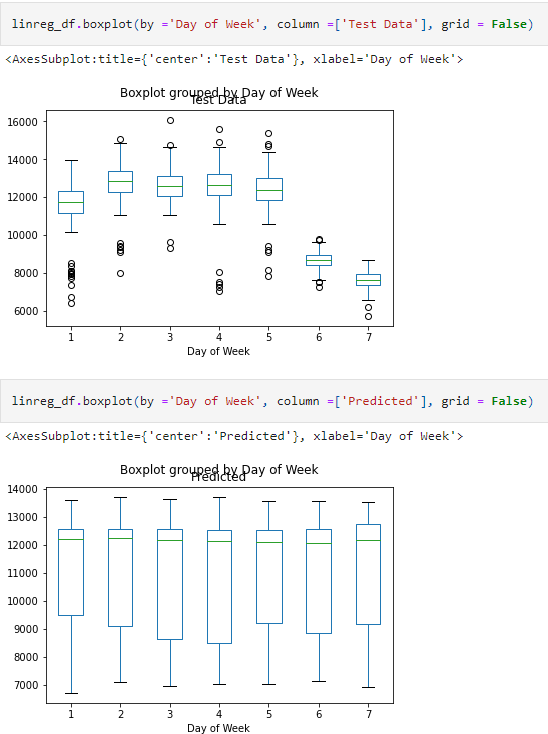 linreg_df.boxplot(by ='Day of Week', column =['Test Data'], grid = False)
<AxesSubplot:title={'center':'Test Data'}, xlabel='Day of Week'>
Boxplot grouped by Day of Week
Test Data
16000
14000
12000
10000
8000
6000
1 2 3 4 5 6 7
Day of Week
linreg_df.boxplot(by ='Day of Week', column =['Predicted'], grid = False)
<AxesSubplot:title={'center':'Predicted'}, xlabel='Day of Week'>
Boxplot grouped by Day of Week
Predicted
14000
13000
12000
11000
10000
9000
8000
7000
1 2 3 4 5 6 7
Day of Week